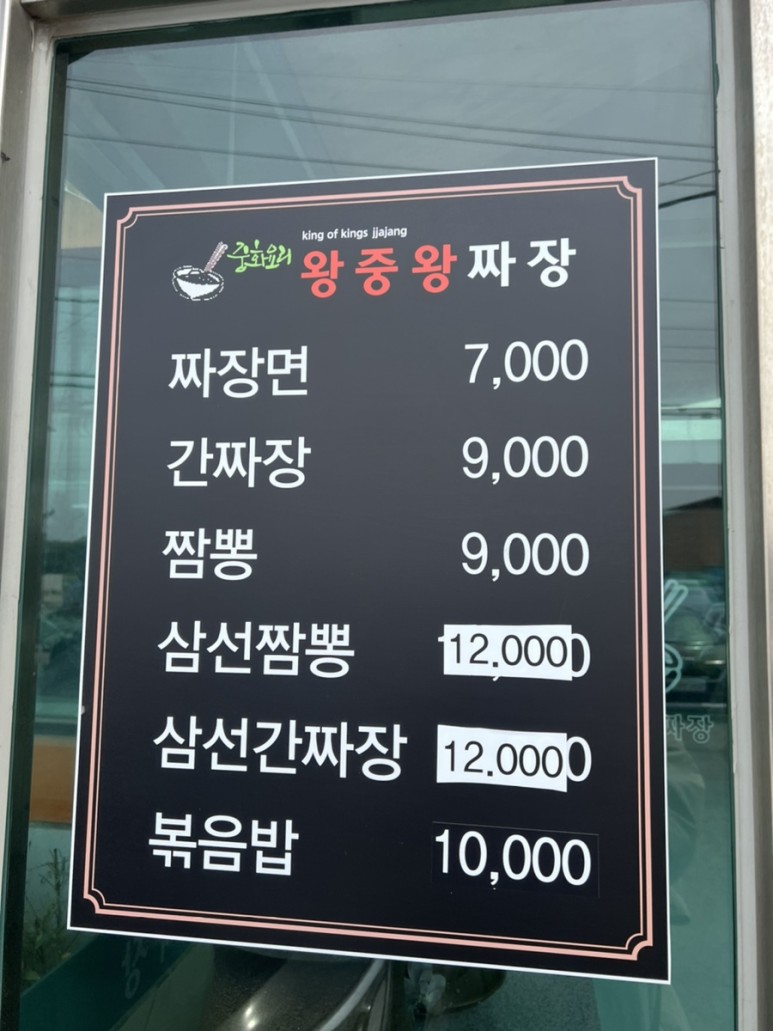 king of kings jjajang
중화요리 왕중왕짜장
짜장면 7,000
간짜장 9,000
짬뽕 9,000
삼선짬뽕 12,000
삼선간짜장 12,000
볶음밥 10,000
짜장